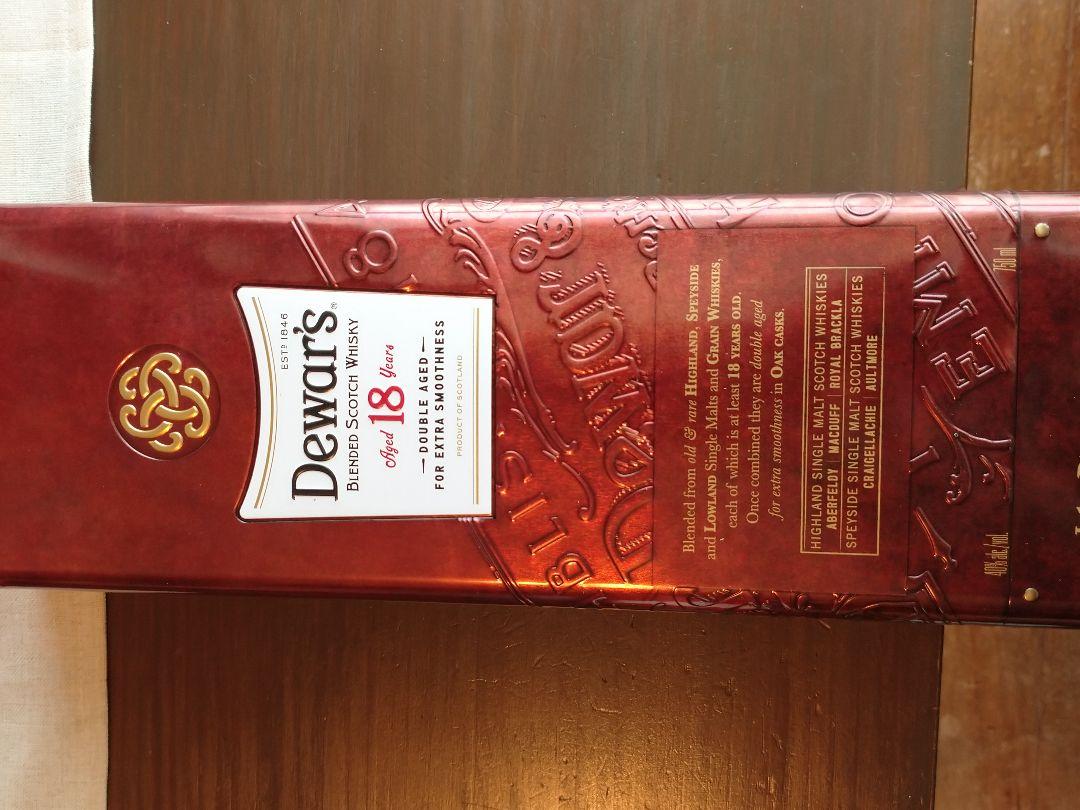 ESTD 1846
Dewar's®
BLENDED SCOTCH WHISKY
Aged 18 Years
DOUBLE AGED
FOR EXTRA SMOOTHNESS
PRODUCT OF SCOTLAND
Blended from old & rare HIGHLAND, SPEYSIDE
and LOWLAND Single Malts and GRAIN WHISKIES,
each of which is at least 18 YEARS OLD.
Once combined they are double aged
for extra smoothness in OAK CASKS.
HIGHLAND SINGLE MALT SCOTCH WHISKIES
ABERFELDY | MACDUFF | ROYAL BRACKLA
SPEYSIDE SINGLE MALT SCOTCH WHISKIES
CRAIGELLACHIE | AULTMORE
40% alc./vol. 750 ml